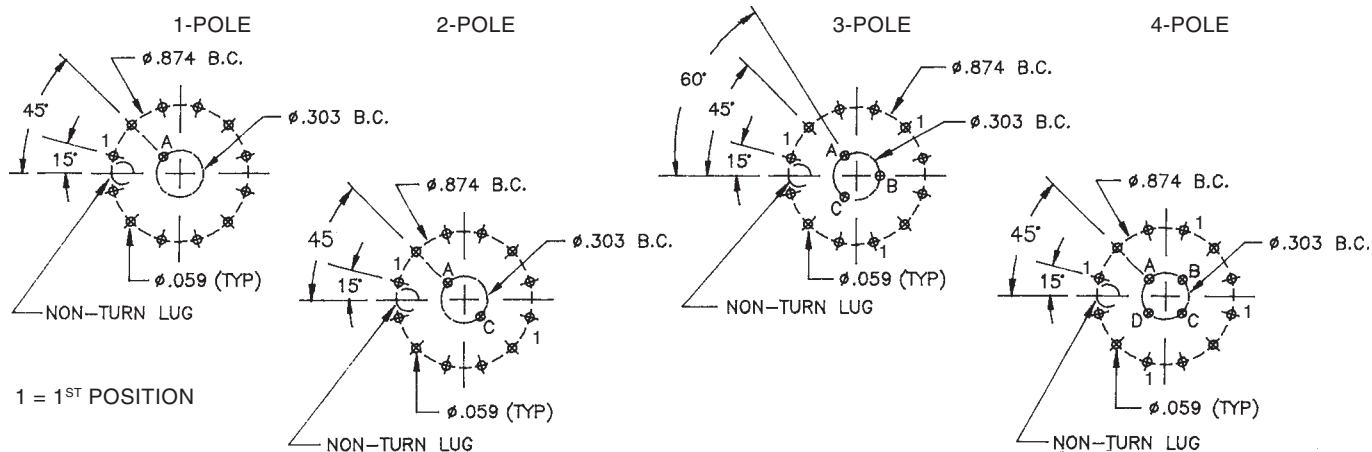 1-POLE
ø.874 B.C.
45°
ø.303 B.C.
A
1
15°
ø.059 (TYP)
NON-TURN LUG
1 = 1ST POSITION
2-POLE
ø.874 B.C.
45
ø.303 B.C.
A
1
15°
C
1
ø.059 (TYP)
NON-TURN LUG
3-POLE
60°
ø.874 B.C.
45°
1
ø.303 B.C.
A
1
15°
B
C
1
ø.059 (TYP)
NON-TURN LUG
4-POLE
ø.874 B.C.
1
45°
ø.303 B.C.
A
B
1
15°
D
C
1
1
ø.059 (TYP)
NON-TURN LUG